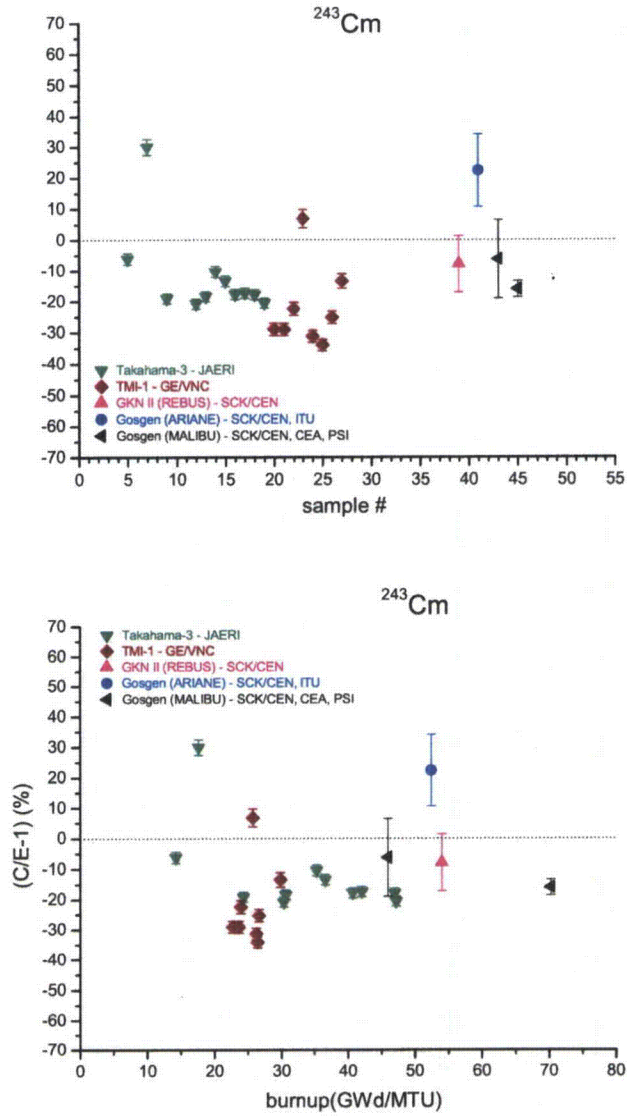 ²⁴³Cm
70
60
50
40
30
20
10
0
-10
-20
-30
-40
-50
-60
-70
Takahama-3 - JAERI
TMI-1 - GE/VNC
GKN II (REBUS) - SCK/CEN
Gosgen (ARIANE) - SCK/CEN, ITU
Gosgen (MALIBU) - SCK/CEN, CEA, PSI
0 5 10 15 20 25 30 35 40 45 50 55
sample #
²⁴³Cm
70
60
50
40
30
20
10
0
-10
-20
-30
-40
-50
-60
-70
(C/E-1) (%)
Takahama-3 - JAERI
TMI-1 - GE/VNC
GKN II (REBUS) - SCK/CEN
Gosgen (ARIANE) - SCK/CEN, ITU
Gosgen (MALIBU) - SCK/CEN, CEA, PSI
0 10 20 30 40 50 60 70 80
burnup(GWd/MTU)